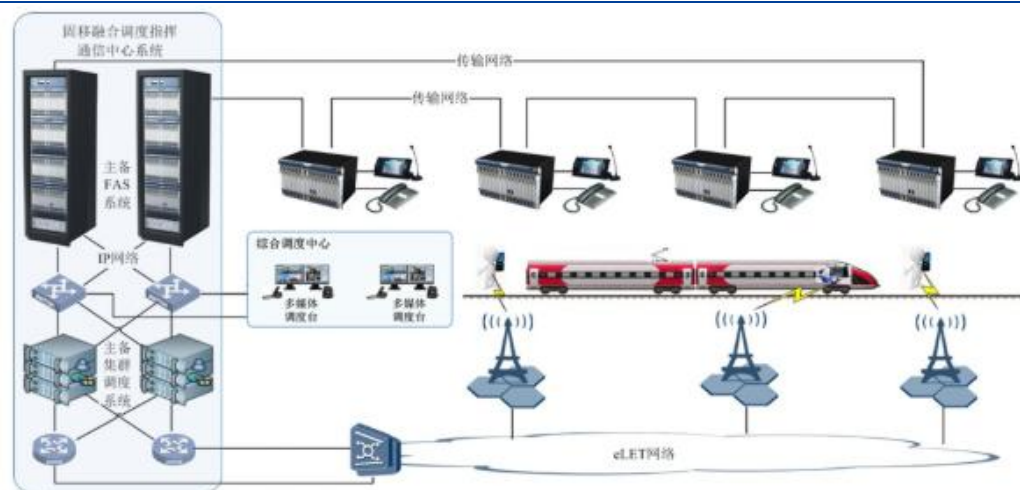 固移融合调度指挥
通信中心系统
传输网络
传输网络
主备
FAS
系统
IP网络
综合调度中心
多媒体
调度台
多媒体
调度台
主备
集群
调度
系统
eLET网络